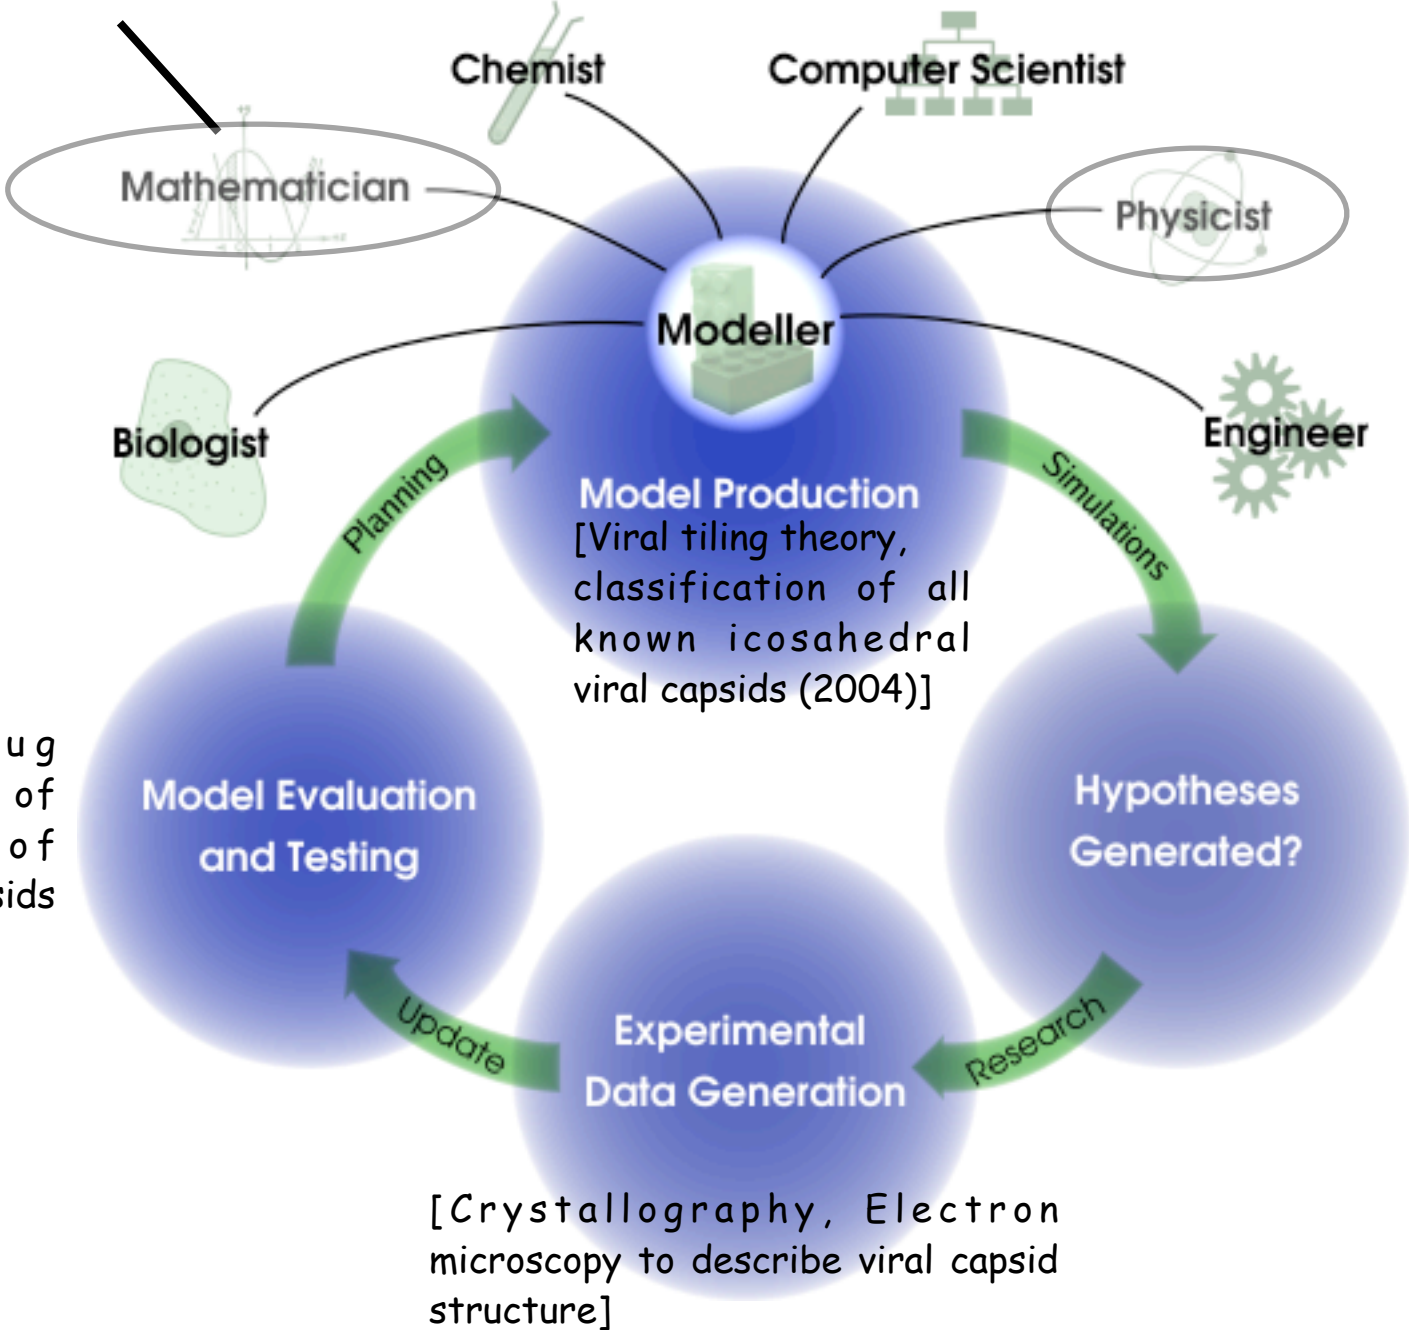 Chemist
Computer Scientist
Mathematician
Physicist
Modeller
Biologist
Engineer
Planning
Simulations
Model Production
[Viral tiling theory,
classification of all
known icosahedral
viral capsids (2004)]
of
of
Model Evaluation
and Testing
Hypotheses
Generated?
Update
Research
Experimental
Data Generation
[Crystallography, Electron
microscopy to describe viral capsid
structure]